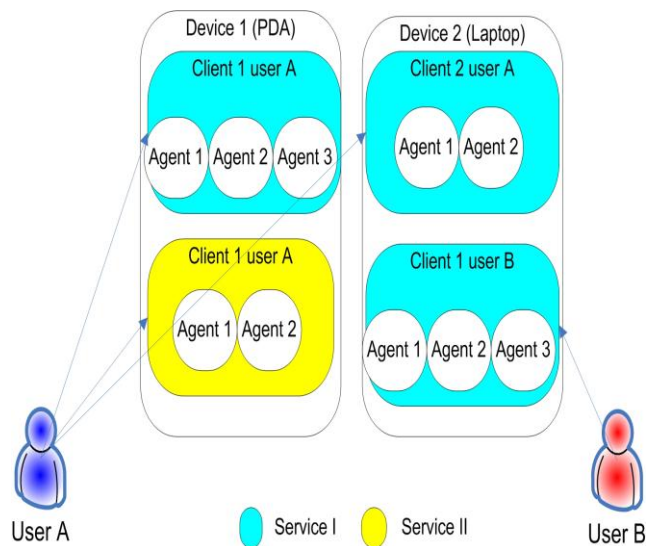 Device 1 (PDA)
Client 1 user A
Agent 1 Agent 2 Agent 3
Client 1 user A
Agent 1 Agent 2
Device 2 (Laptop)
Client 2 user A
Agent 1 Agent 2
Client 1 user B
Agent 1 Agent 2 Agent 3
User A
Service I
Service II
User B